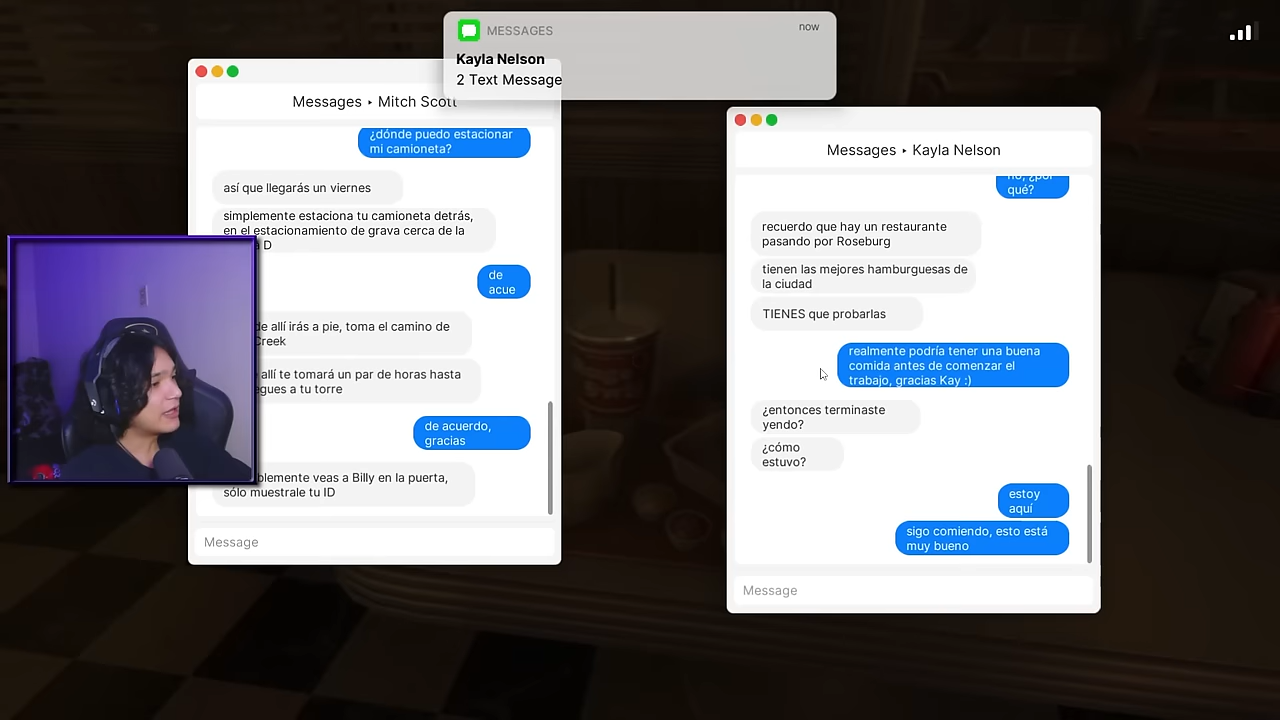 MESSAGES
now
Kayla Nelson
2 Text Message
Messages ▸ Mitch Scott
¿dónde puedo estacionar
mi camioneta?
así que llegarás un viernes
simplemente estaciona tu camioneta detrás,
en el estacionamiento de grava cerca de la
D
de
acue
de allí irás a pie, toma el camino de
Creek
allí te tomará un par de horas hasta
a tu torre
de acuerdo,
gracias
veas a Billy en la puerta,
sólo muestrale tu ID
Message
Messages ▸ Kayla Nelson
no, ¿por
qué?
recuerdo que hay un restaurante
pasando por Roseburg
tienen las mejores hamburguesas de
la ciudad
TIENES que probarlas
realmente podría tener una buena
comida antes de comenzar el
trabajo, gracias Kay :)
¿entonces terminaste
yendo?
¿cómo
estuvo?
estoy
aquí
sigo comiendo, esto está
muy bueno
Message